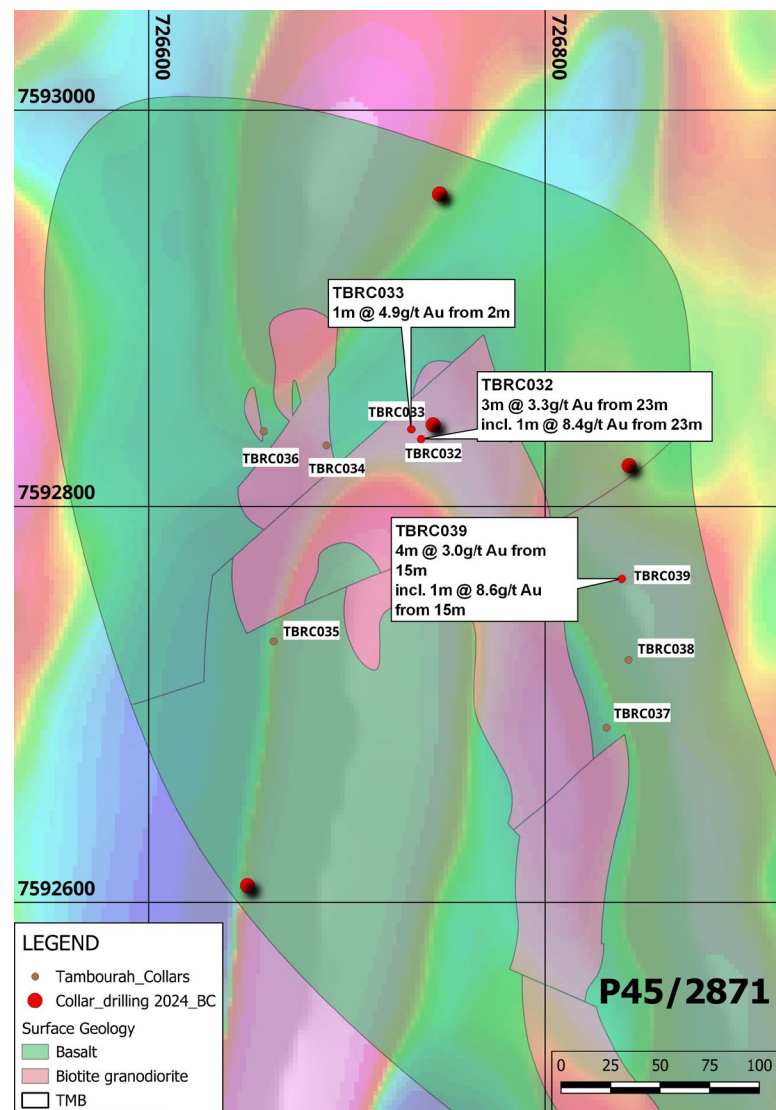 726600
726800
7593000
TBRC033
1m @ 4.9g/t Au from 2m
TBRC032
3m @ 3.3g/t Au from 23m
incl. 1m @ 8.4g/t Au from 23m
TBRC033
TBRC032
TBRC036
TBRC034
7592800
TBRC039
4m @ 3.0g/t Au from
15m
incl. 1m @ 8.6g/t Au
from 15m
TBRC039
TBRC035
TBRC038
TBRC037
7592600
LEGEND
Tambourah_Collars
Collar_drilling 2024_BC
Surface Geology
Basalt
Biotite granodiorite
TMB
P45/2871
0 25 50 75 100